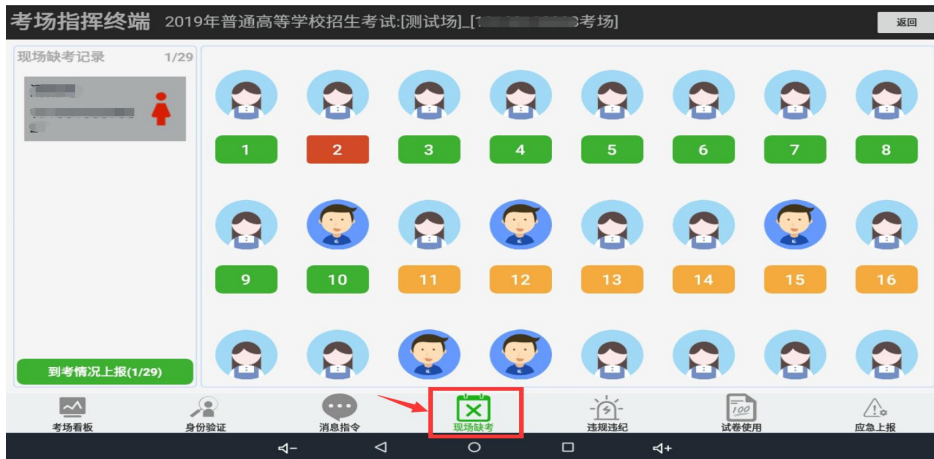 考场指挥终端 2019年普通高等学校招生考试:[测试场]_[ 3考场] 返回
现场缺考记录 1/29
1 2 3 4 5 6 7 8
9 10 11 12 13 14 15 16
到考情况上报(1/29)
考场看板 身份验证 消息指令 现场缺考 违规违纪 试卷使用 应急上报